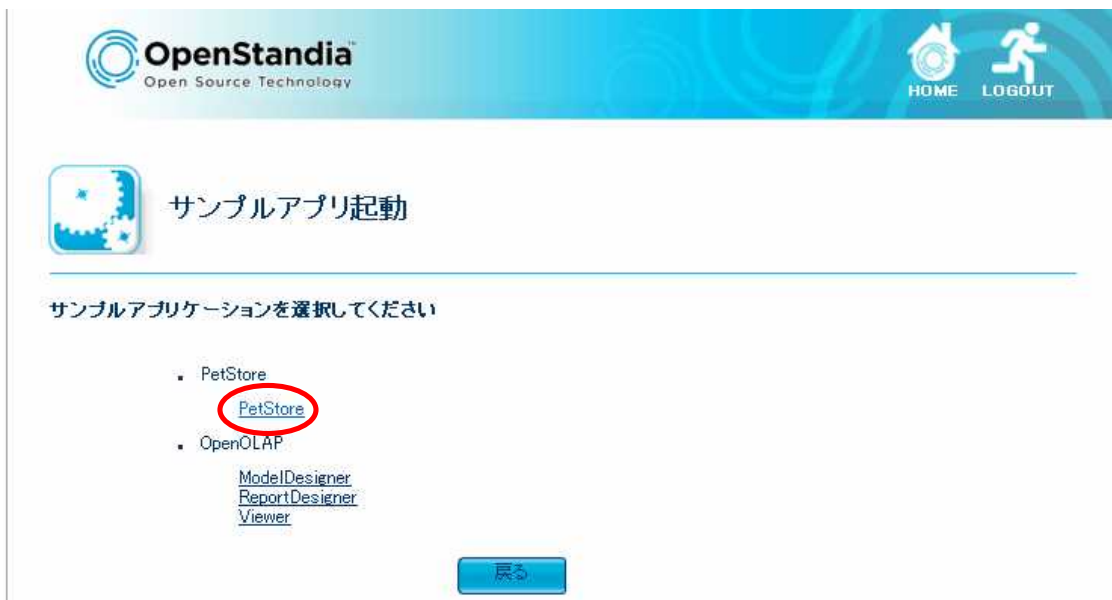 OpenStandia™
Open Source Technology
HOME LOGOUT
サンプルアプリ起動
サンプルアプリケーションを選択してください
PetStore
PetStore
OpenOLAP
ModelDesigner
ReportDesigner
Viewer
戻る